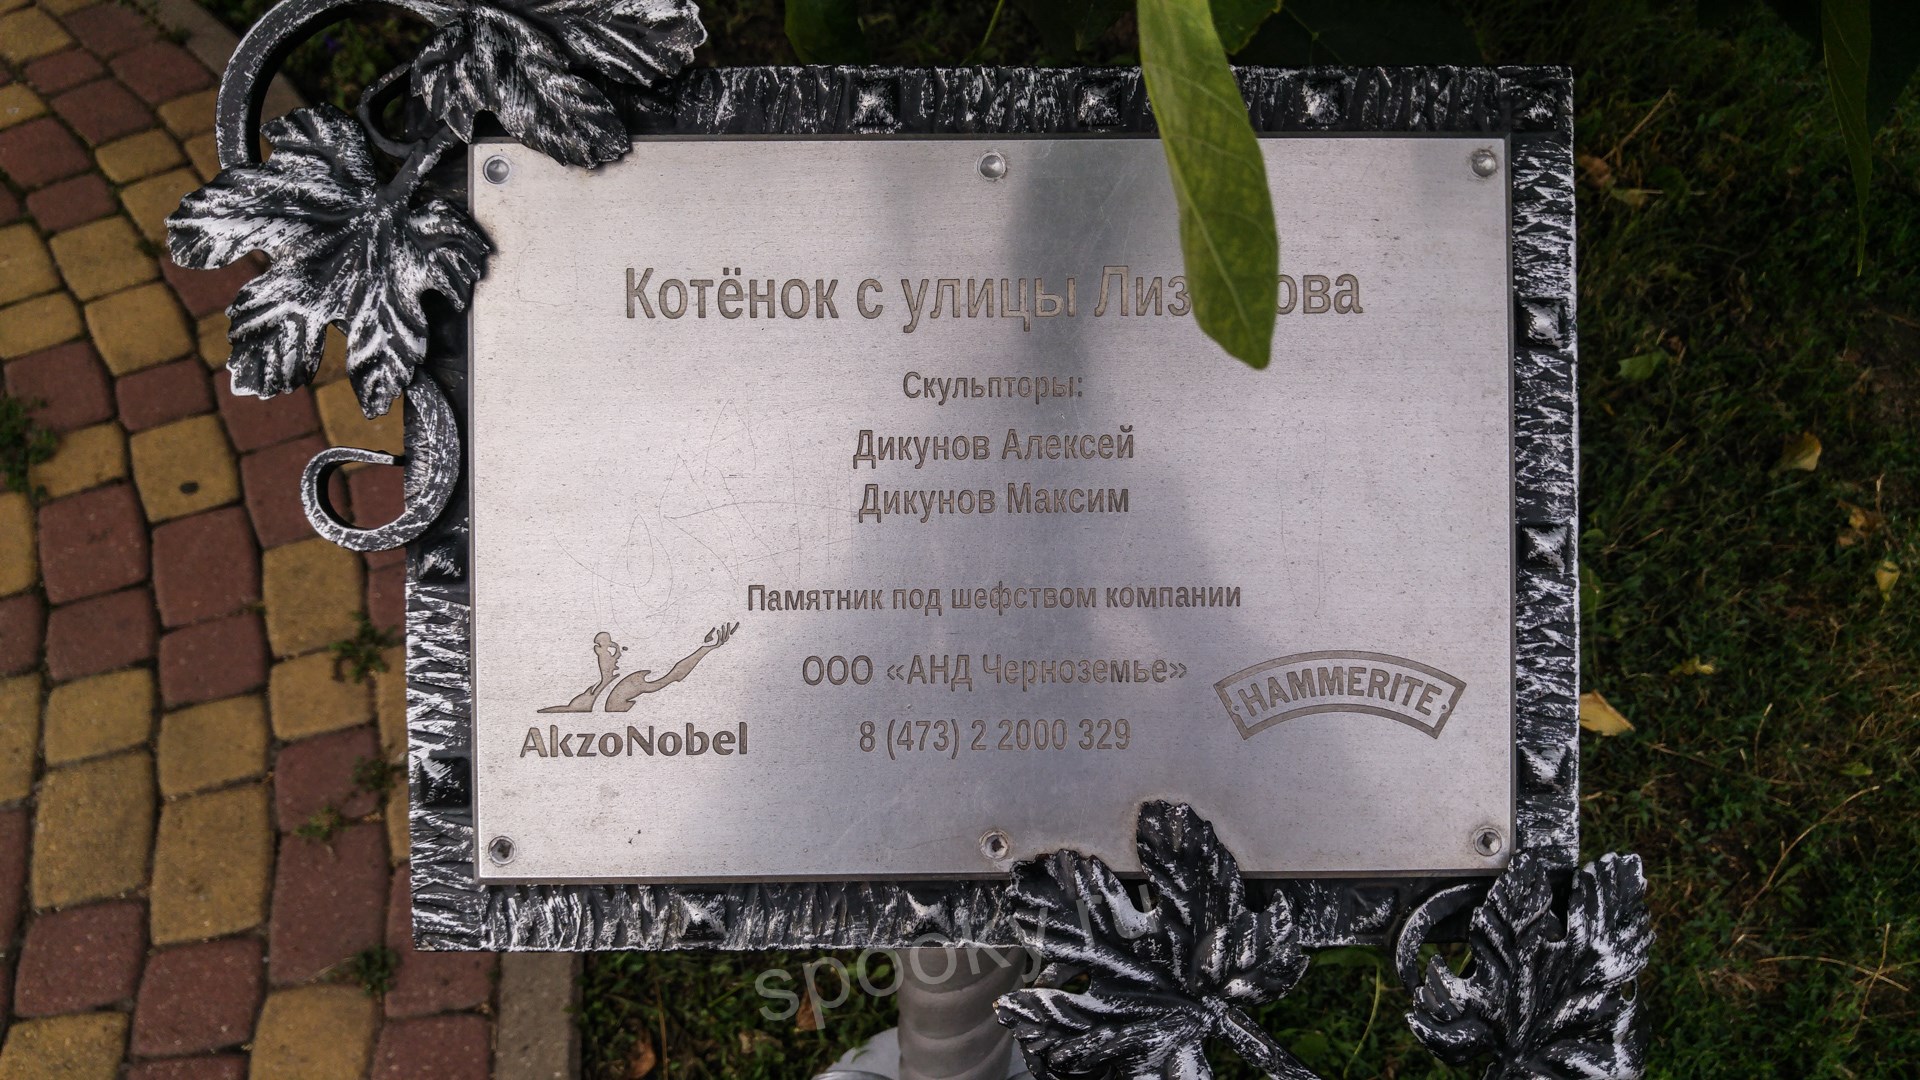 Котёнок с улицы
Скульпторы:
Дикунов Алексей
Дикунов Максим
Памятник под шефством компании
ООО «АНД Черноземье»
AkzoNobel
HAMMERITE
8 (473) 2 2000 329
spooky.ru